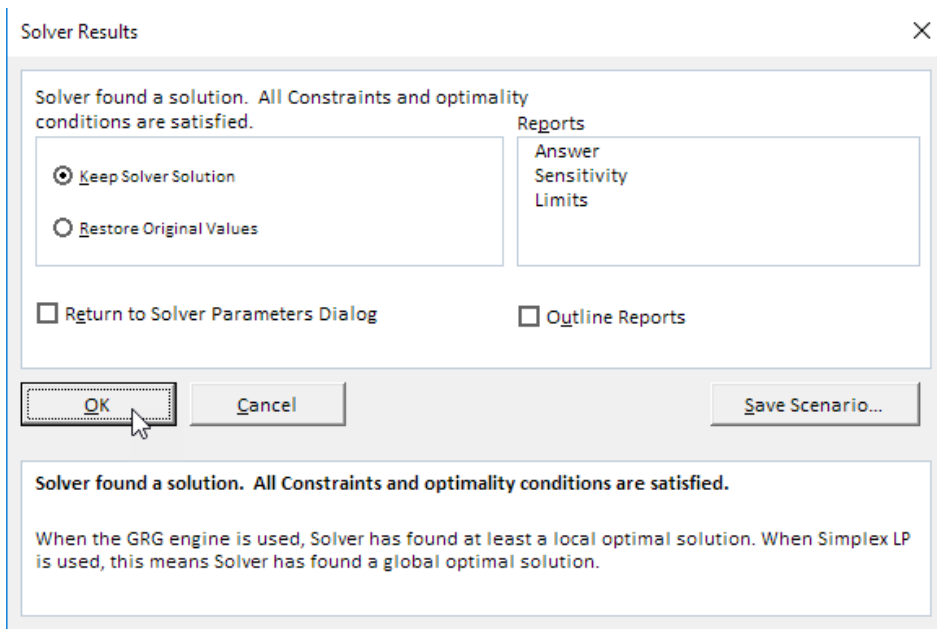 Solver Results
Solver found a solution.  All Constraints and optimality
conditions are satisfied.
Reports
Keep Solver Solution
Restore Original Values
Answer
Sensitivity
Limits
Return to Solver Parameters Dialog
Outline Reports
OK
Cancel
Save Scenario...
Solver found a solution.  All Constraints and optimality conditions are satisfied.
When the GRG engine is used, Solver has found at least a local optimal solution. When Simplex LP
is used, this means Solver has found a global optimal solution.